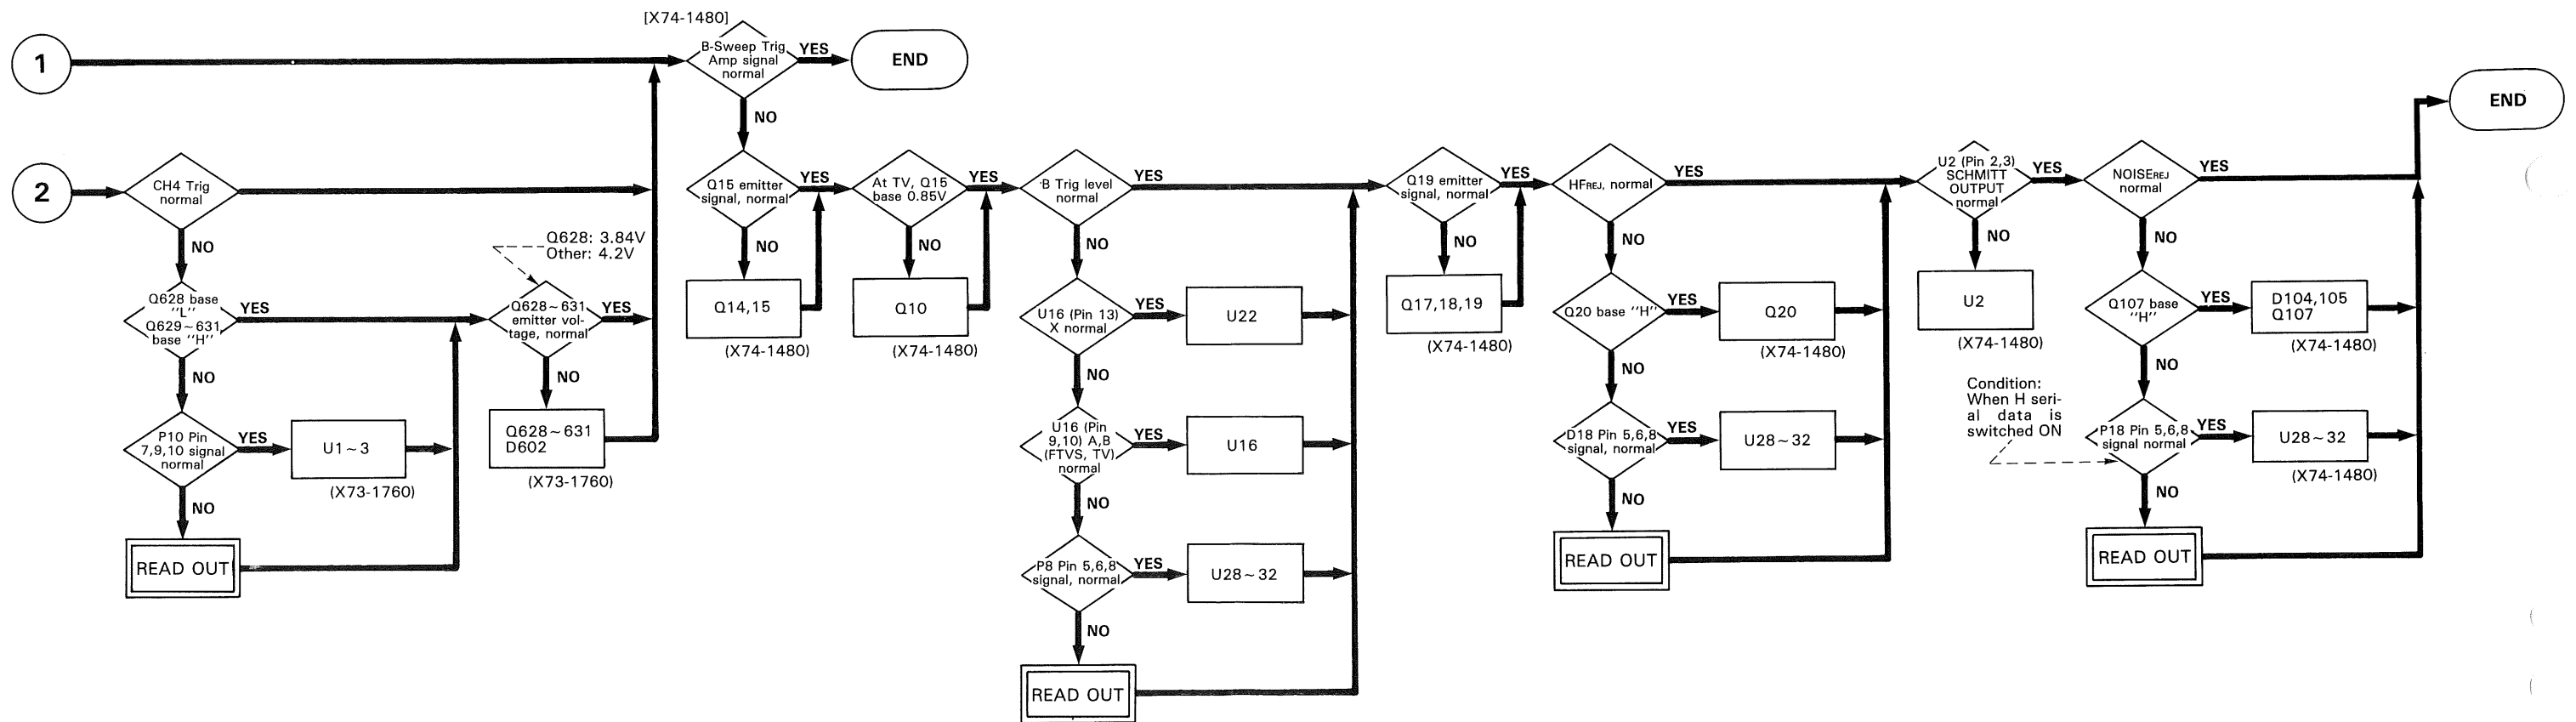 [X74-1480]
1
B-Sweep Trig
Amp signal
normal
YES
END
NO
2
CH4 Trig
normal
NO
Q628 base
"L"
Q629~631
base "H"
YES
NO
P10 Pin
7,9,10 signal
normal
YES
U1~3
(X73-1760)
NO
READ OUT
Q628: 3.84V
Other: 4.2V
Q628~631
emitter vol-
tage, normal
YES
NO
Q628~631
D602
(X73-1760)
Q15 emitter
signal, normal
YES
NO
Q14,15
(X74-1480)
At TV, Q15
base 0.85V
YES
NO
Q10
(X74-1480)
B Trig level
normal
YES
NO
U16 (Pin 13)
X normal
YES
U22
NO
U16 (Pin
9,10) A,B
(FTVS, TV)
normal
YES
U16
NO
P8 Pin 5,6,8
signal, normal
YES
U28~32
NO
READ OUT
Q19 emitter
signal, normal
YES
NO
Q17,18,19
(X74-1480)
HFREJ, normal
YES
NO
Q20 base "H"
YES
Q20
(X74-1480)
NO
D18 Pin 5,6,8
signal, normal
YES
U28~32
NO
READ OUT
U2 (Pin 2,3)
SCHMITT
OUTPUT
normal
YES
NO
U2
(X74-1480)
NOISEREJ
normal
YES
END
NO
Q107 base
"H"
YES
D104,105
Q107
(X74-1480)
NO
Condition:
When H seri-
al data is
switched ON
P18 Pin 5,6,8
signal normal
YES
U28~32
(X74-1480)
NO
READ OUT